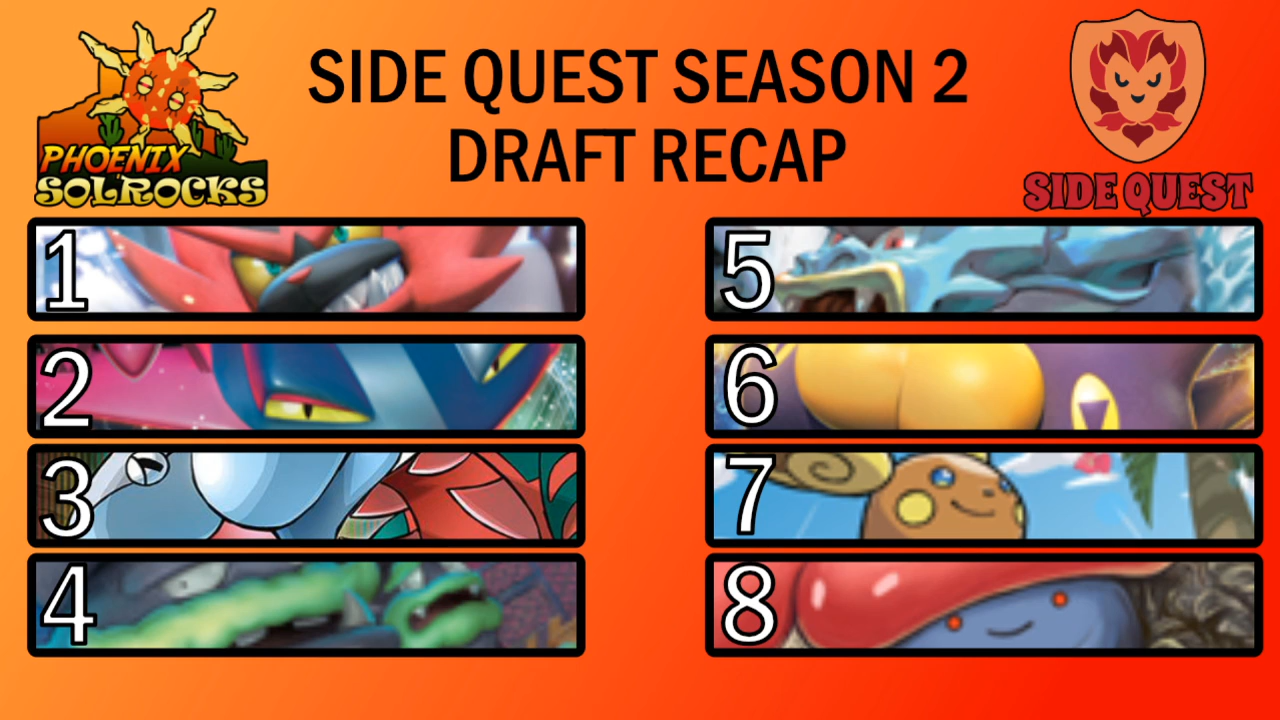 SIDE QUEST SEASON 2
DRAFT RECAP
PHOENIX
SOLROCKS
SIDE QUEST
1
2
3
4
5
6
7
8